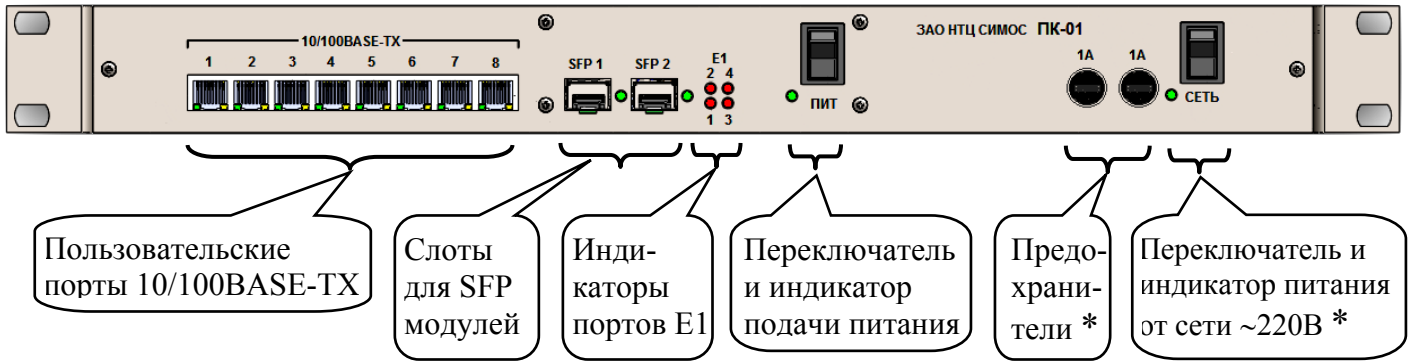 ЗАО НТЦ СИМОС ПК-01
10/100BASE-TX
1 2 3 4 5 6 7 8
SFP 1 SFP 2
E1
2 4
1 3
ПИТ
1А 1А
СЕТЬ
Пользовательские
порты 10/100BASE-TX
Слоты
для SFP
модулей
Инди-
каторы
портов E1
Переключатель
и индикатор
подачи питания
Предо-
храни-
тели *
Переключатель и
индикатор питания
от сети ~220В *